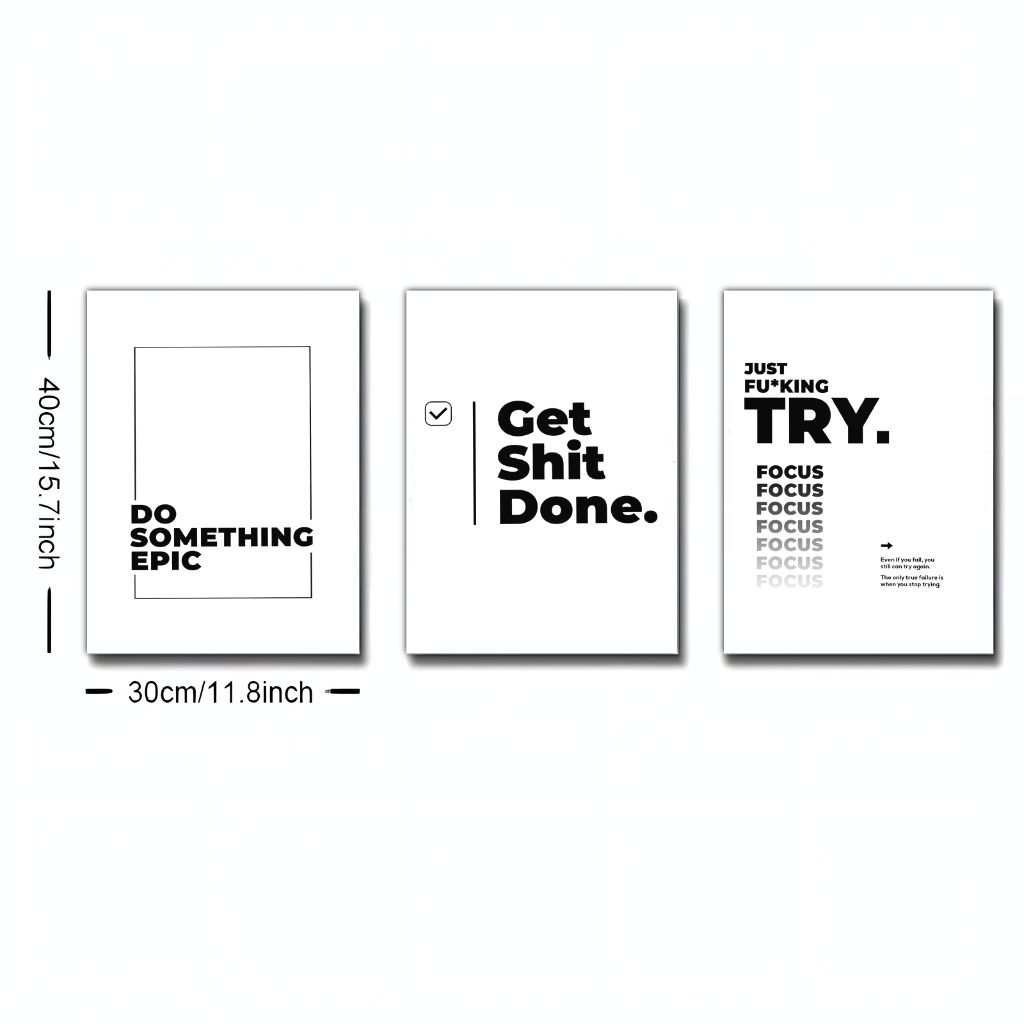 40cm/15.7inch
DO
SOMETHING
EPIC
30cm/11.8inch
Get
Shit
Done.
JUST
FU*KING
TRY.
FOCUS
FOCUS
FOCUS
FOCUS
FOCUS
FOCUS
FOCUS
Even if you fail, you
still can try again.
The only true failure is
when you stop trying.